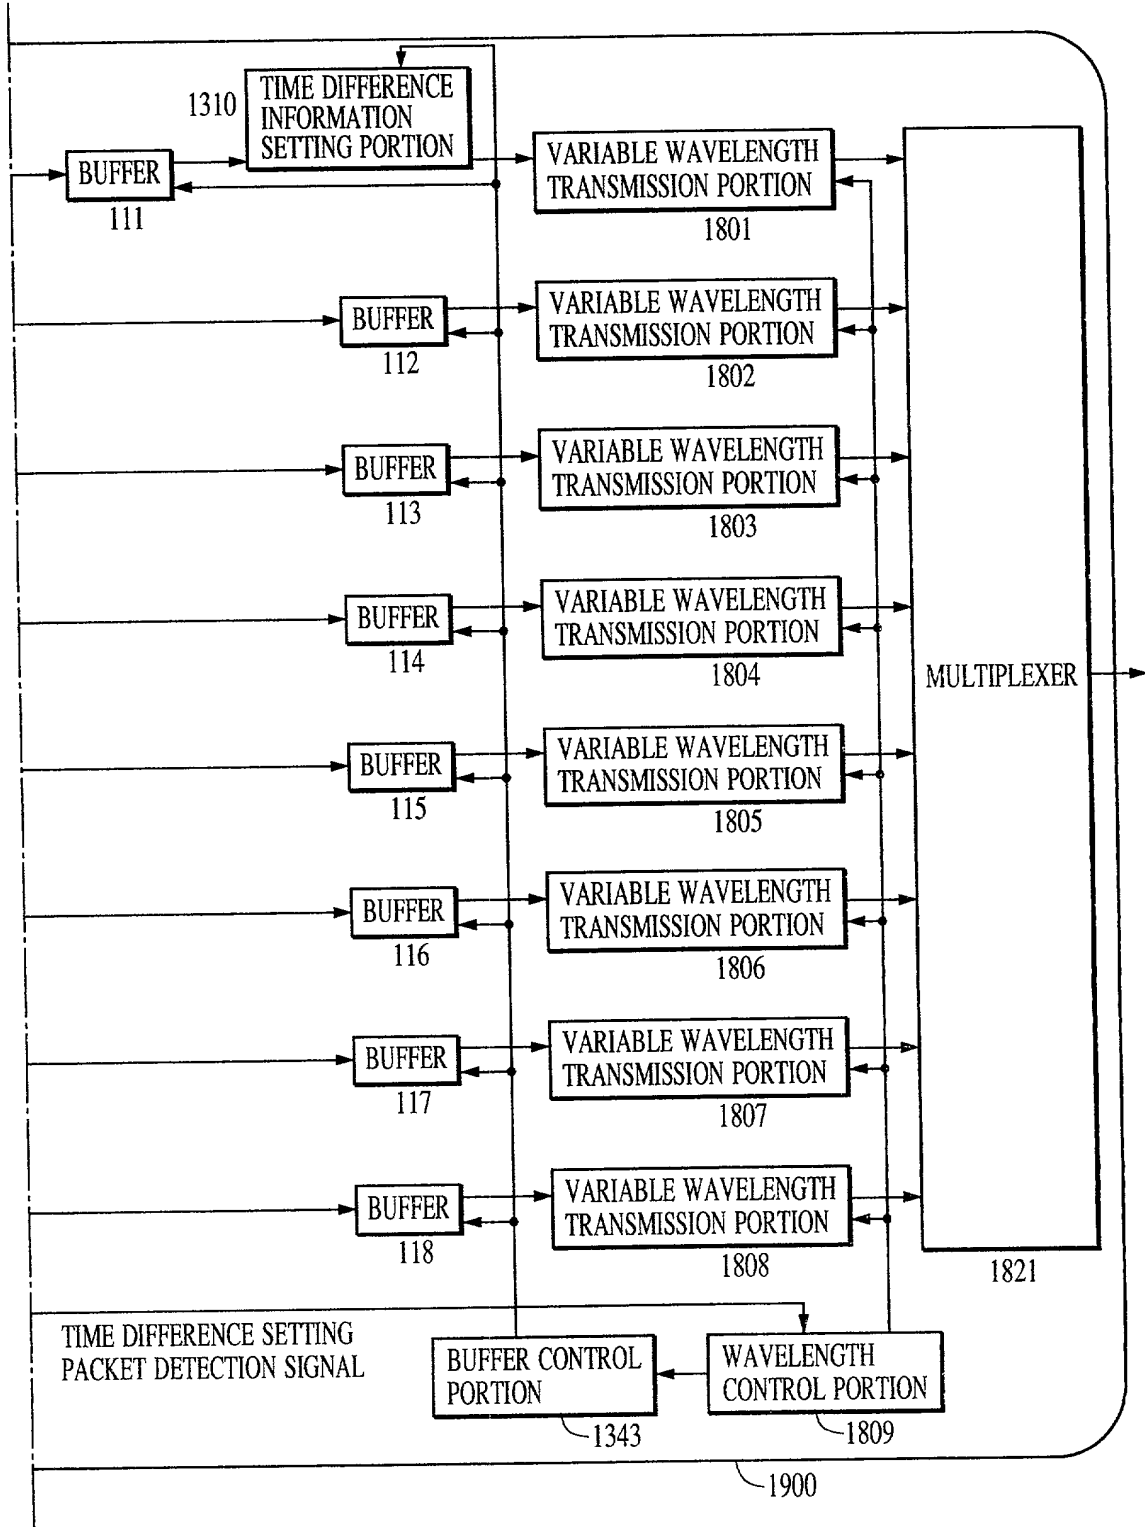 1310
TIME DIFFERENCE
INFORMATION
SETTING PORTION
BUFFER
111
VARIABLE WAVELENGTH
TRANSMISSION PORTION
1801
BUFFER
112
VARIABLE WAVELENGTH
TRANSMISSION PORTION
1802
BUFFER
113
VARIABLE WAVELENGTH
TRANSMISSION PORTION
1803
BUFFER
114
VARIABLE WAVELENGTH
TRANSMISSION PORTION
1804
MULTIPLEXER
BUFFER
115
VARIABLE WAVELENGTH
TRANSMISSION PORTION
1805
BUFFER
116
VARIABLE WAVELENGTH
TRANSMISSION PORTION
1806
BUFFER
117
VARIABLE WAVELENGTH
TRANSMISSION PORTION
1807
BUFFER
118
VARIABLE WAVELENGTH
TRANSMISSION PORTION
1808
1821
TIME DIFFERENCE SETTING
PACKET DETECTION SIGNAL
BUFFER CONTROL
PORTION
1343
WAVELENGTH
CONTROL PORTION
1809
1900